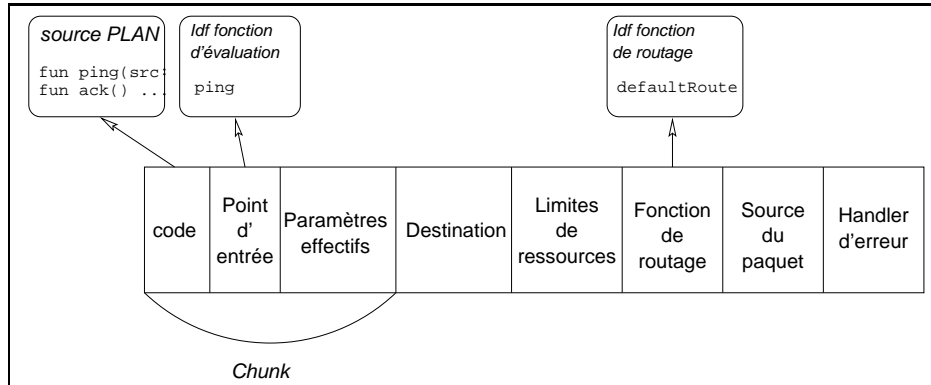 source PLAN
fun ping(src:
fun ack() ...
Idf fonction
d'évaluation
ping
Idf fonction
de routage
defaultRoute
code
Point
d'
entrée
Paramètres
effectifs
Destination
Limites
de
ressources
Fonction
de
routage
Source
du
paquet
Handler
d'erreur
Chunk